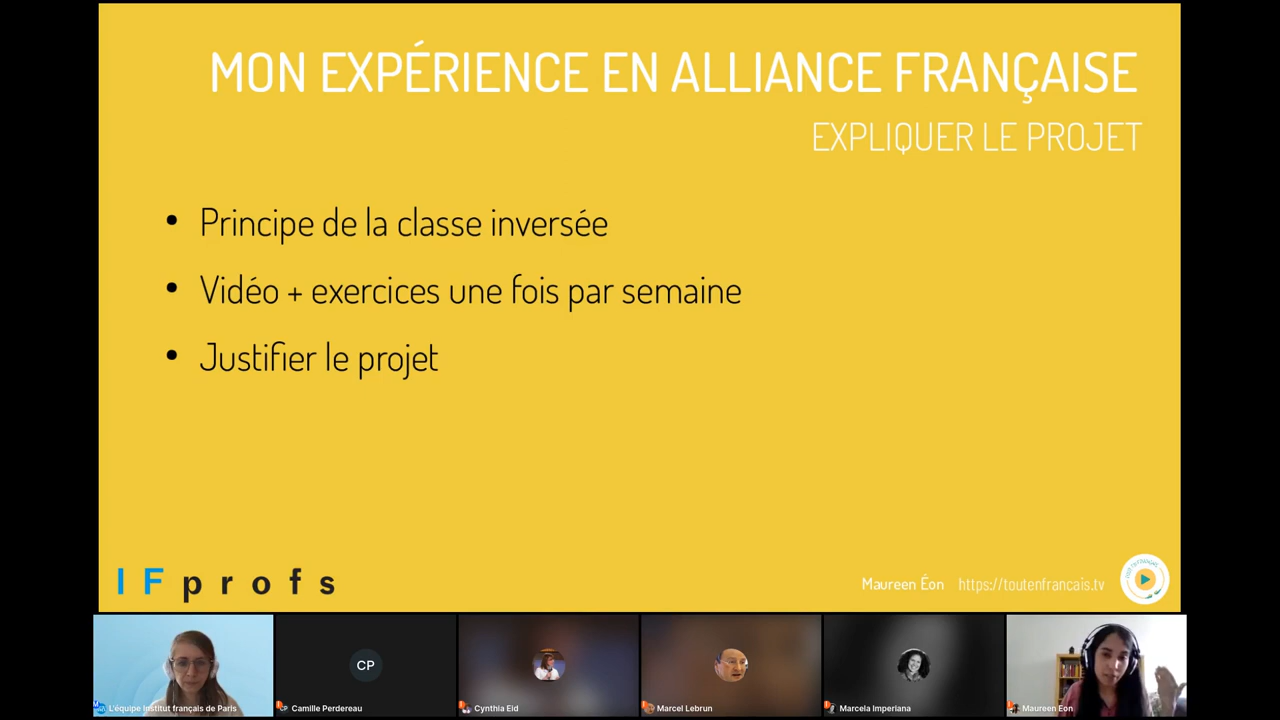 MON EXPÉRIENCE EN ALLIANCE FRANÇAISE
EXPLIQUER LE PROJET
• Principe de la classe inversée
• Vidéo + exercices une fois par semaine
• Justifier le projet
IFprofs
Maureen Éon https://toutenfrancais.tv
CP
L'équipe Institut français de Paris
CP Camille Perdereau
Cynthia Eid
Marcel Lebrun
Marcela Imperiana
Maureen Eon